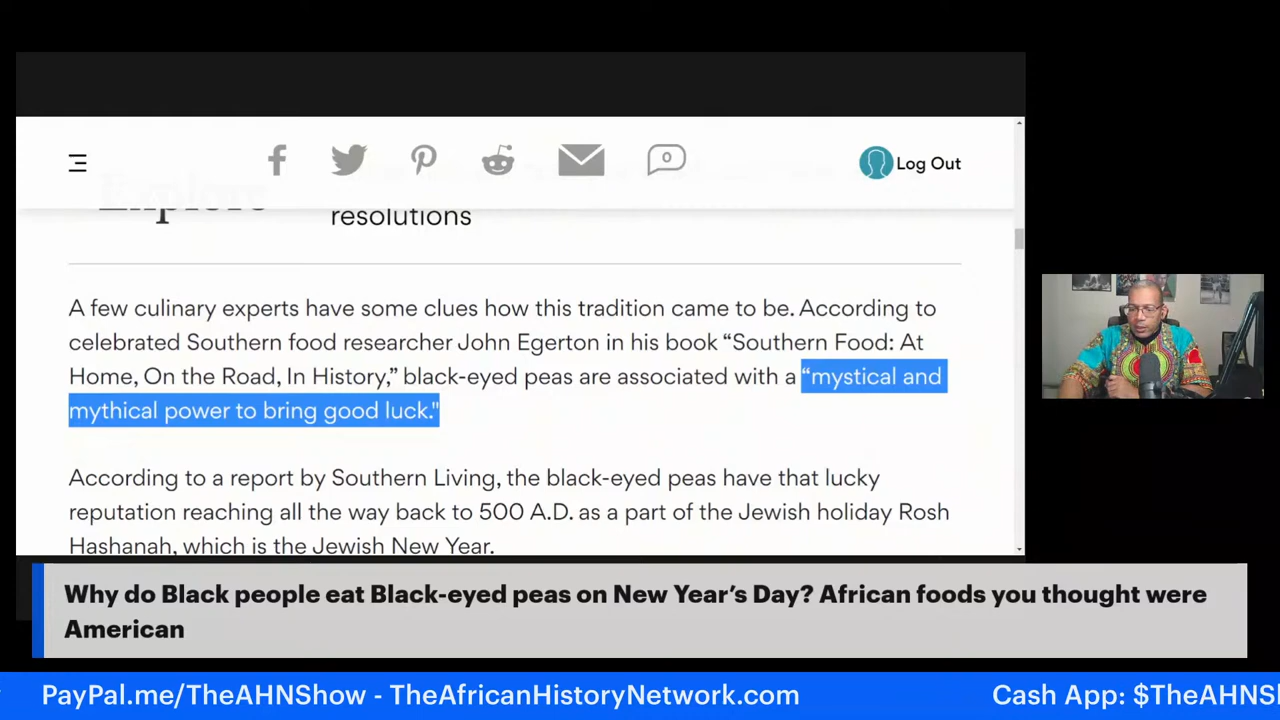 0
Log Out
Explore
resolutions
A few culinary experts have some clues how this tradition came to be. According to
celebrated Southern food researcher John Egerton in his book “Southern Food: At
Home, On the Road, In History,” black-eyed peas are associated with a “mystical and
mythical power to bring good luck."
According to a report by Southern Living, the black-eyed peas have that lucky
reputation reaching all the way back to 500 A.D. as a part of the Jewish holiday Rosh
Hashanah, which is the Jewish New Year.
Why do Black people eat Black-eyed peas on New Year’s Day? African foods you thought were
American
PayPal.me/TheAHNShow - TheAfricanHistoryNetwork.com Cash App: $TheAHNS